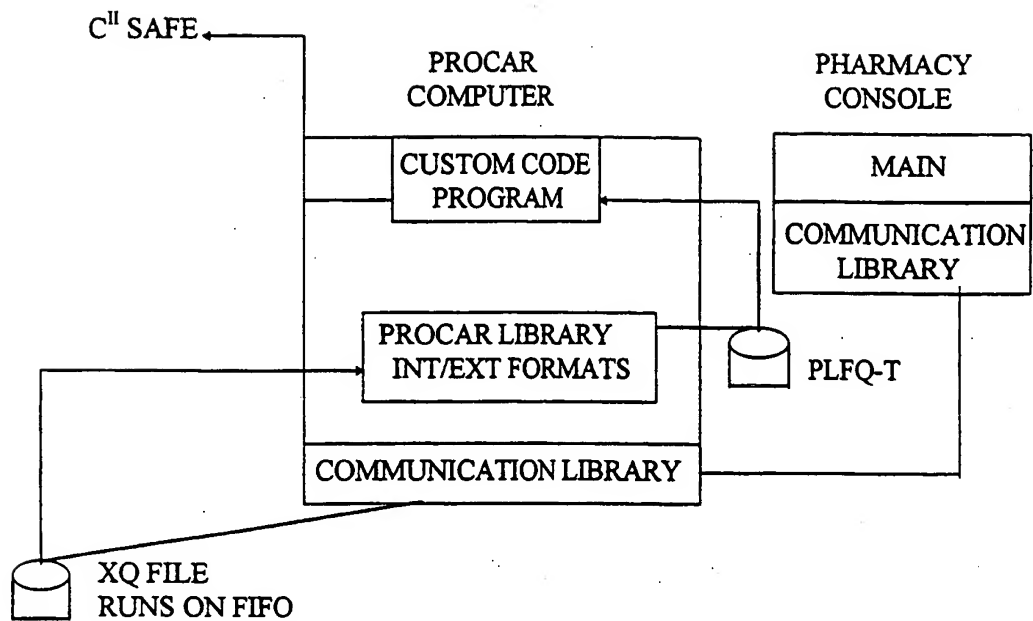 C^II SAFE
PROCAR
COMPUTER
PHARMACY
CONSOLE
CUSTOM CODE
PROGRAM
MAIN
COMMUNICATION
LIBRARY
PROCAR LIBRARY
INT/EXT FORMATS
PLFQ-T
COMMUNICATION LIBRARY
XQ FILE
RUNS ON FIFO